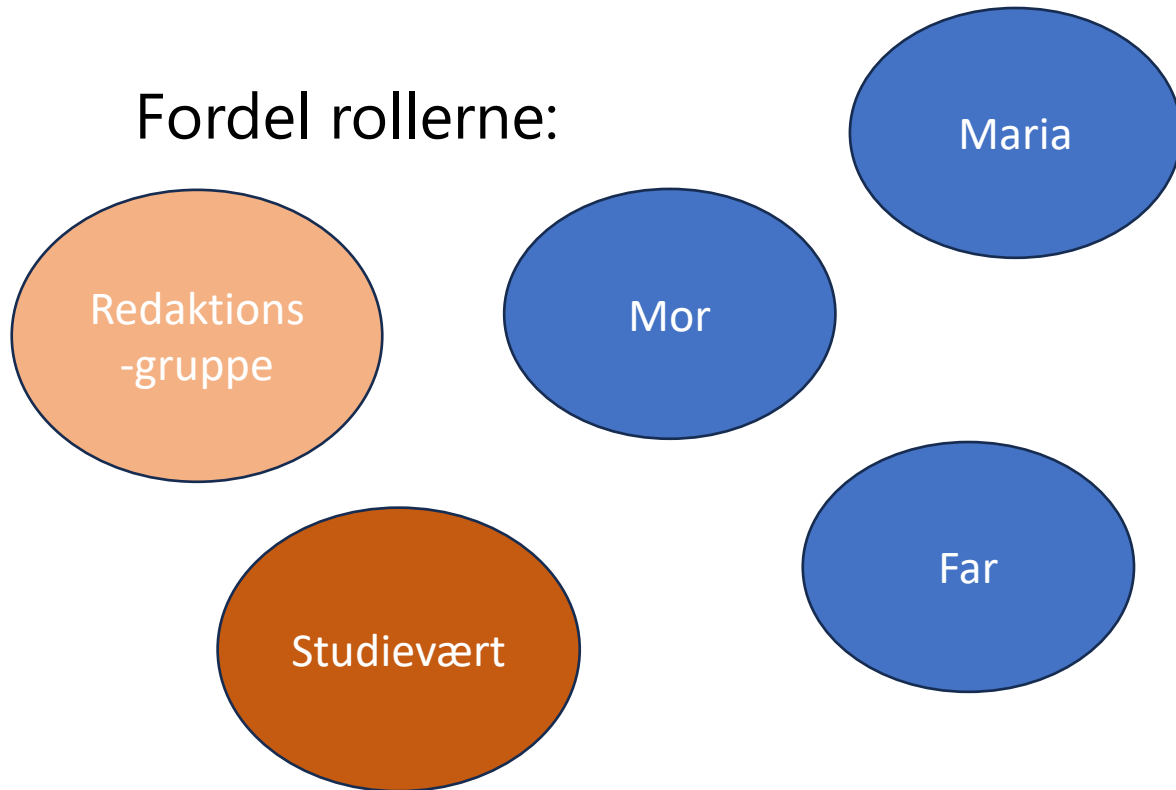 Fordel rollerne:
Maria
Redaktions
-gruppe
Mor
Far
Studievært